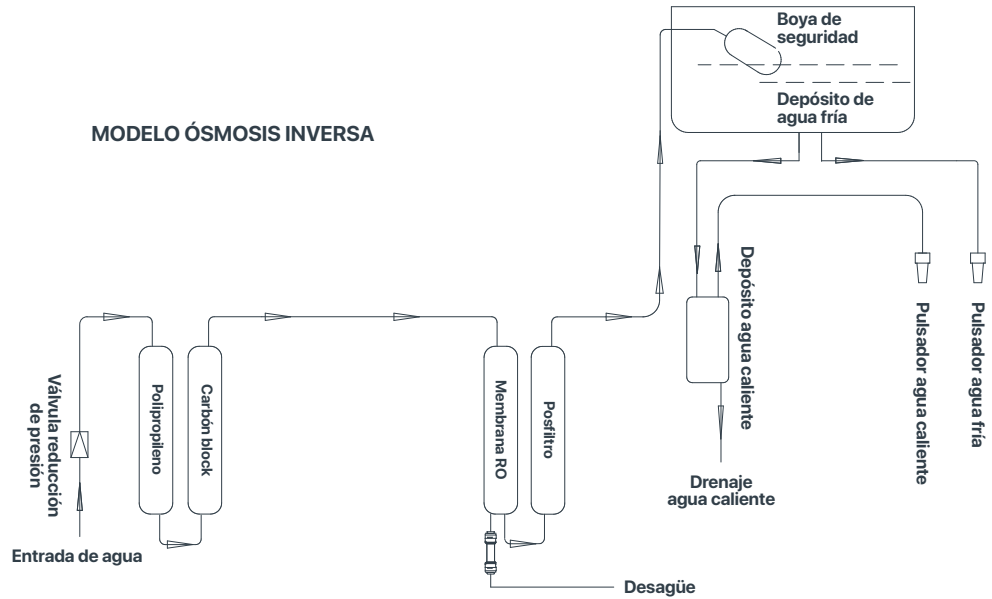 Boya de
seguridad
Depósito de
agua fría
MODELO ÓSMOSIS INVERSA
Depósito agua caliente
Pulsador agua caliente
Pulsador agua fría
Válvula reducción
de presión
Polipropileno
Carbón block
Membrana RO
Posfiltro
Drenaje
agua caliente
Entrada de agua
Desagüe